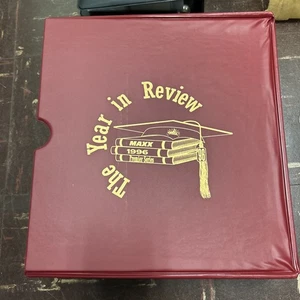 The Year in Review
MAXX
1996
Premier Series